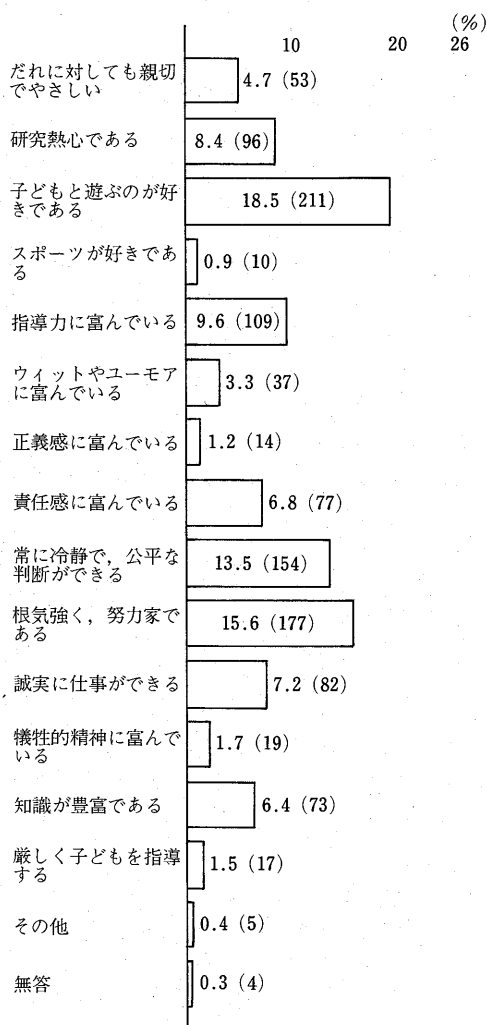 (%)
10 20 26
だれに対しても親切
でやさしい
4.7 (53)
研究熱心である
8.4 (96)
子どもと遊ぶのが好
きである
18.5 (211)
スポーツが好きであ
る
0.9 (10)
指導力に富んでいる
9.6 (109)
ウィットやユーモア
に富んでいる
3.3 (37)
正義感に富んでいる
1.2 (14)
責任感に富んでいる
6.8 (77)
常に冷静で，公平な
判断ができる
13.5 (154)
根気強く，努力家で
ある
15.6 (177)
誠実に仕事ができる
7.2 (82)
犠牲的精神に富んで
いる
1.7 (19)
知識が豊富である
6.4 (73)
厳しく子どもを指導
する
1.5 (17)
その他
0.4 (5)
無答
0.3 (4)